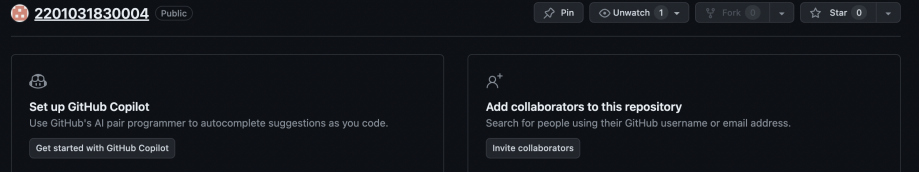 2201031830004 Public Pin Unwatch 1 Fork 0 Star 0
Set up GitHub Copilot
Use GitHub's AI pair programmer to autocomplete suggestions as you code.
Get started with GitHub Copilot
Add collaborators to this repository
Search for people using their GitHub username or email address.
Invite collaborators